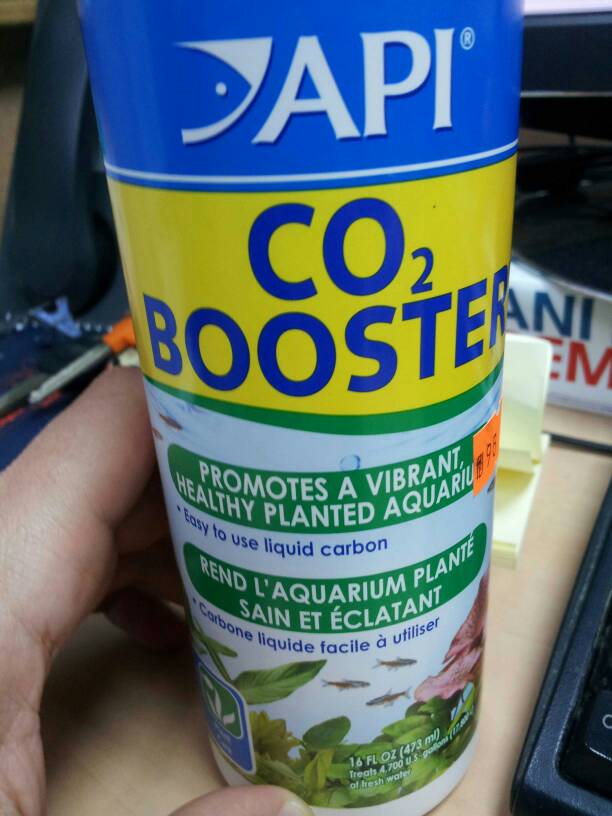 API®
CO2
BOOSTER
PROMOTES A VIBRANT,
HEALTHY PLANTED AQUARIU
• Easy to use liquid carbon
REND L'AQUARIUM PLANTÉ
SAIN ET ÉCLATANT
• Carbone liquide facile à utiliser
16 FL OZ (473 ml)
Treats 4,700 U.S. gallons
of fresh water
ANI
EM